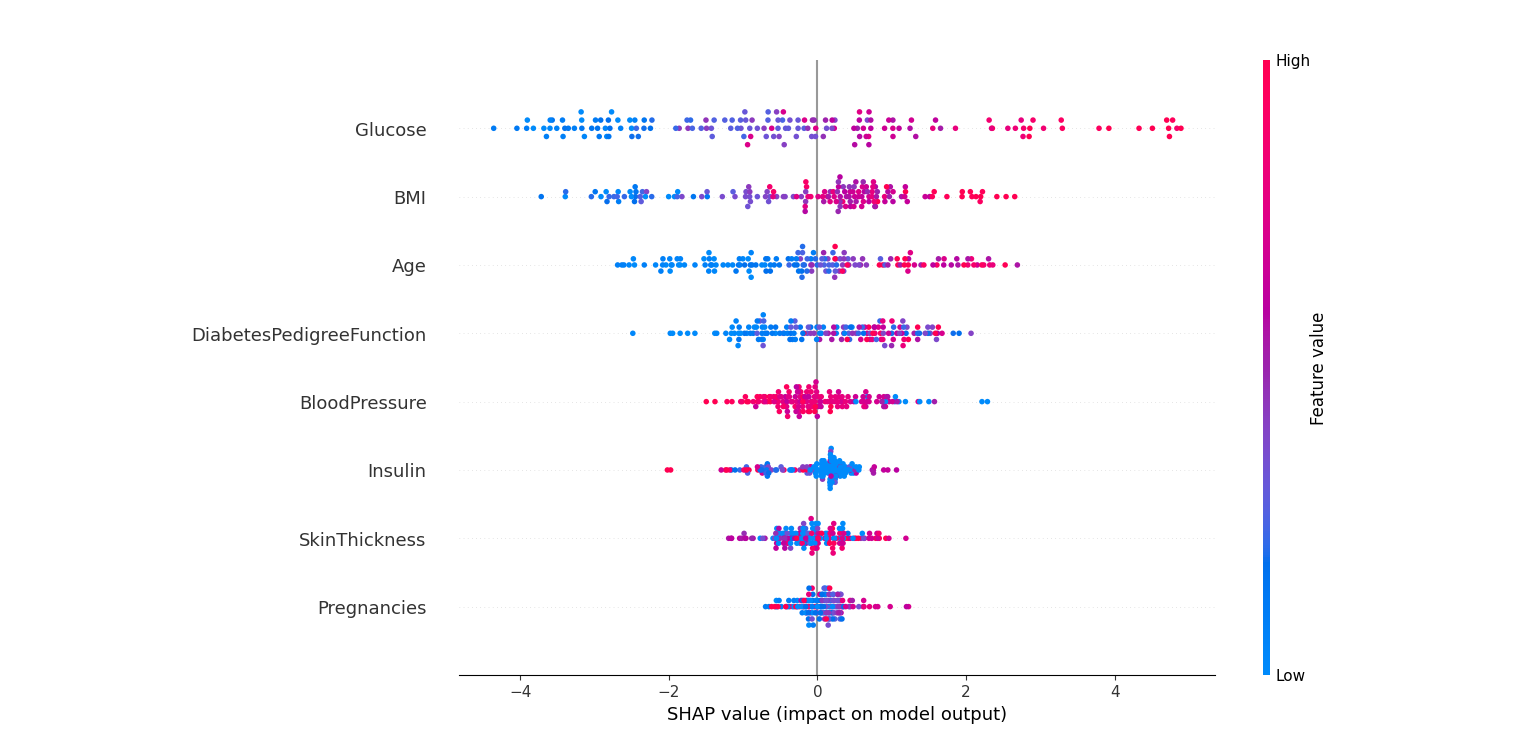 High
Glucose
BMI
Age
DiabetesPedigreeFunction
BloodPressure
Insulin
SkinThickness
Pregnancies
Feature value
Low
−4
−2
0
2
4
SHAP value (impact on model output)